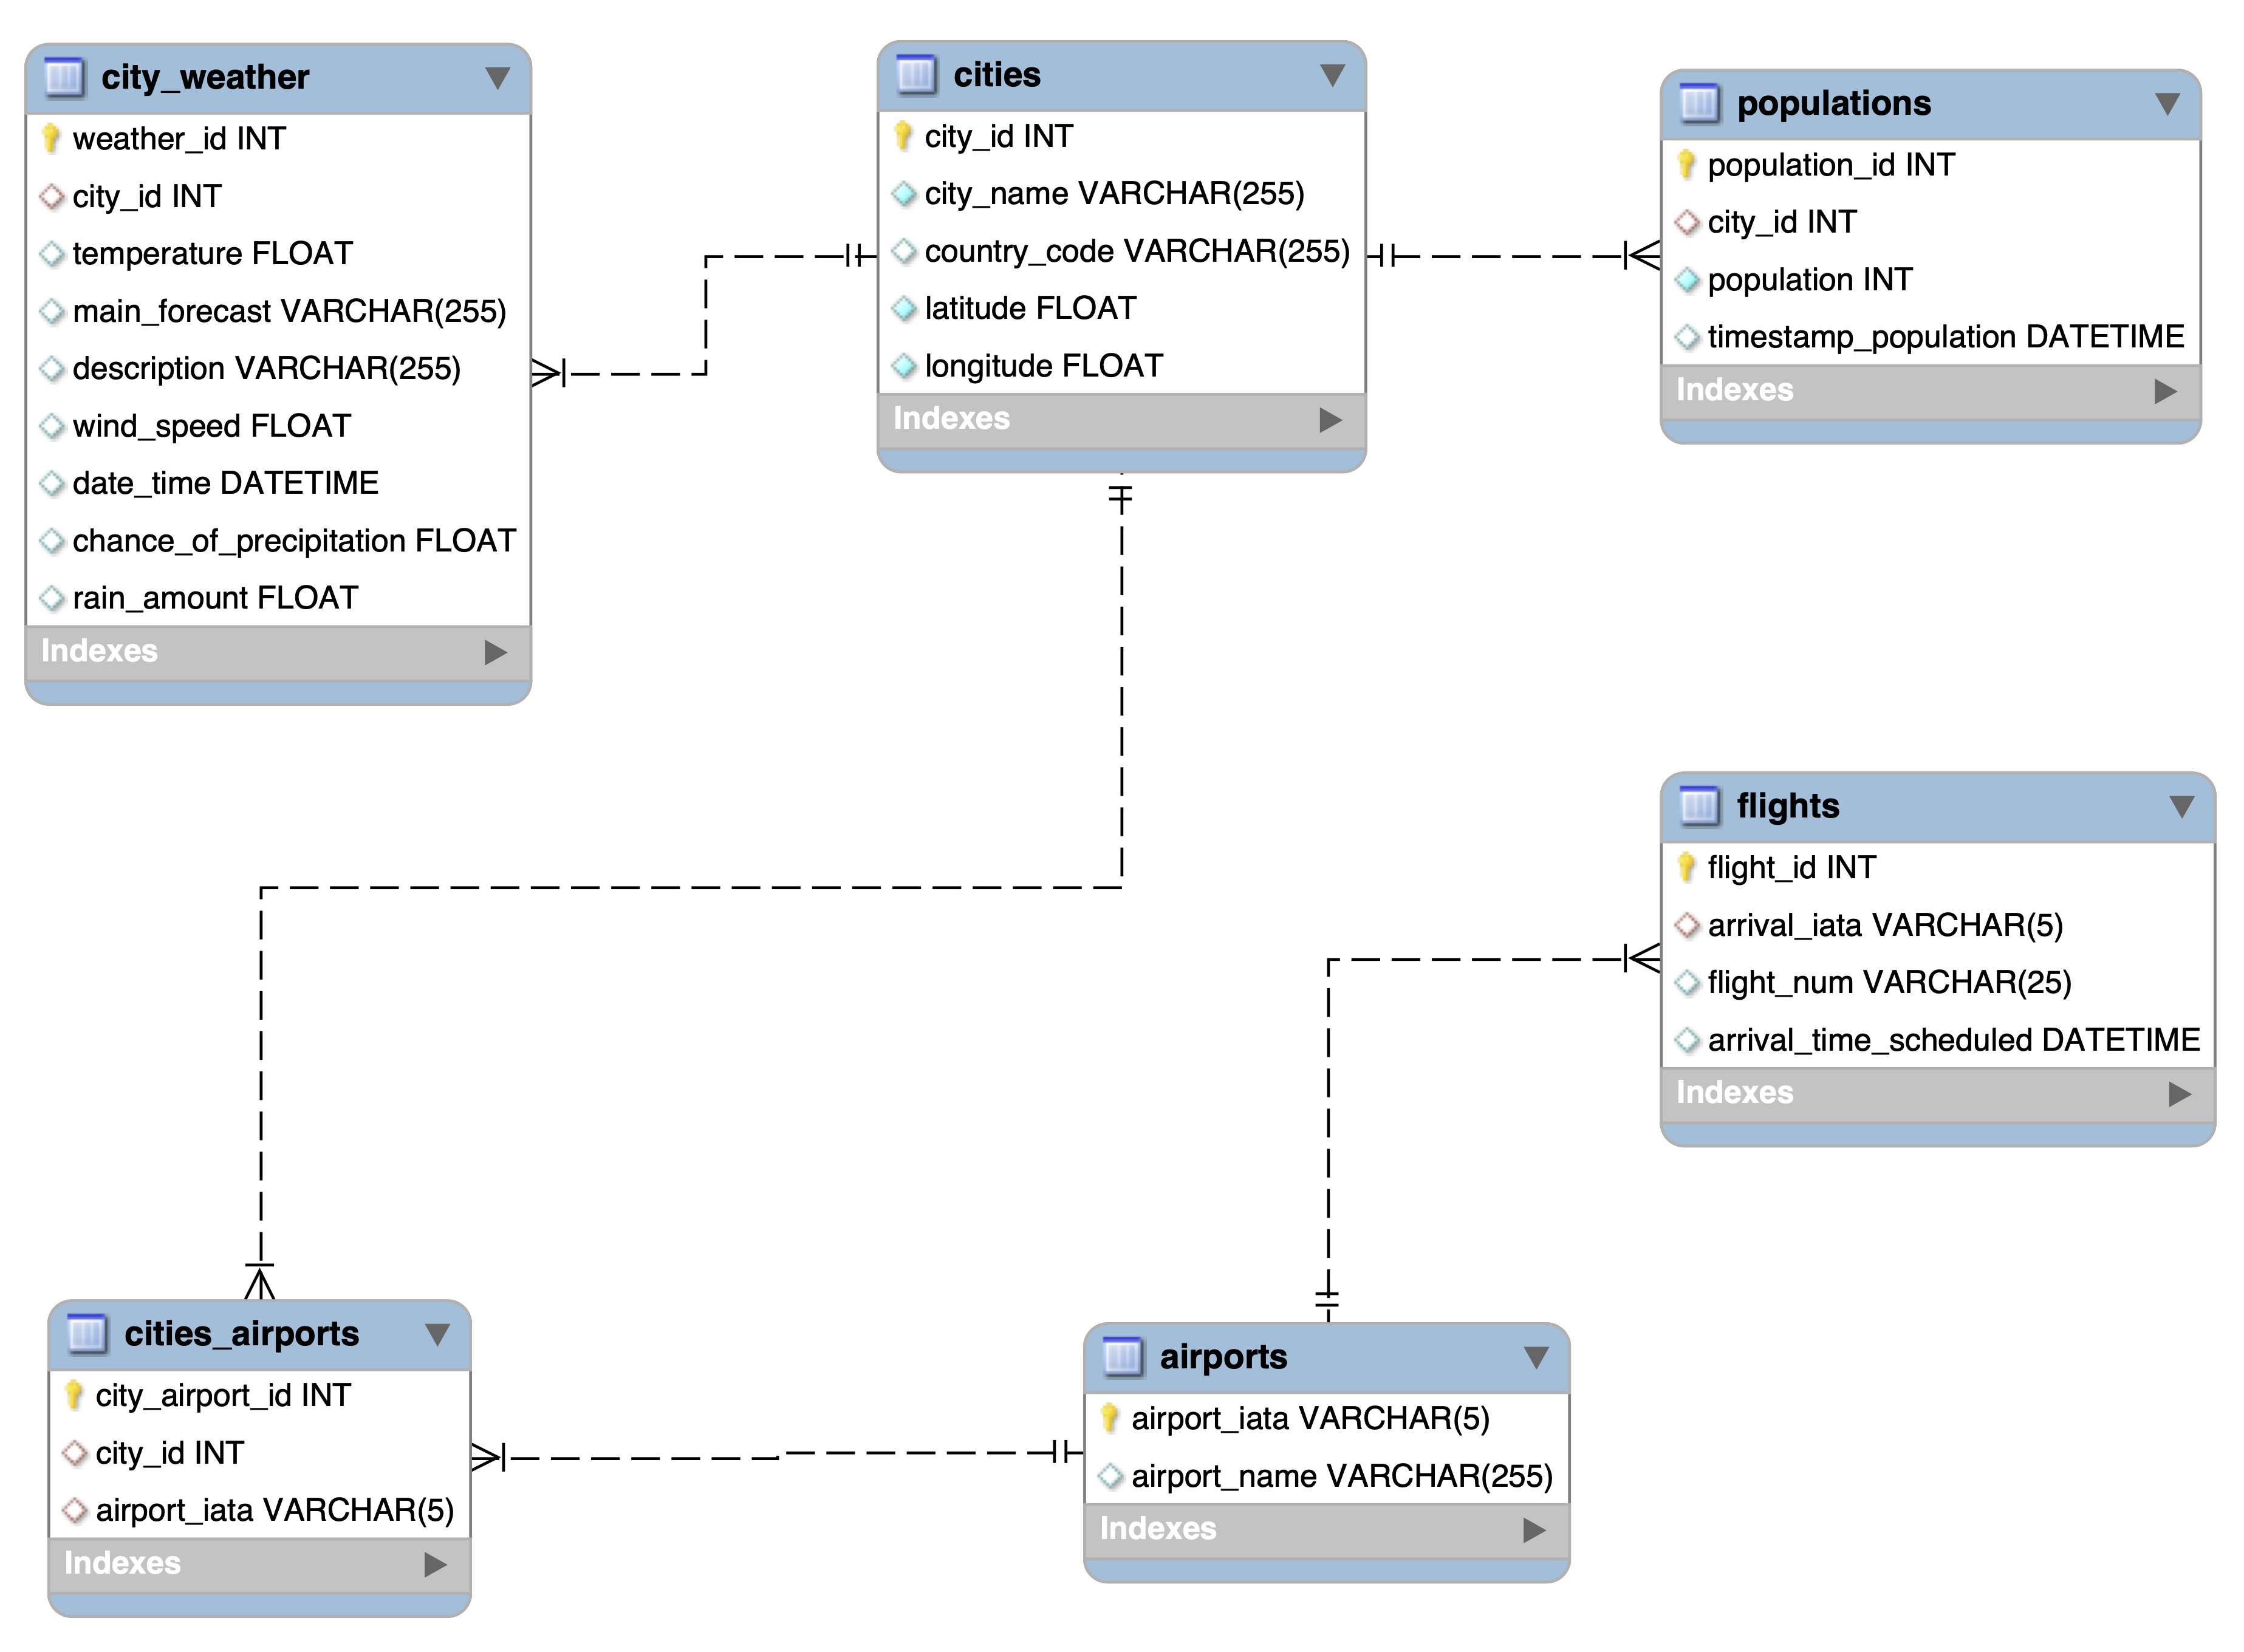 city_weather
weather_id INT
city_id INT
temperature FLOAT
main_forecast VARCHAR(255)
description VARCHAR(255)
wind_speed FLOAT
date_time DATETIME
chance_of_precipitation FLOAT
rain_amount FLOAT
Indexes
cities
city_id INT
city_name VARCHAR(255)
country_code VARCHAR(255)
latitude FLOAT
longitude FLOAT
Indexes
populations
population_id INT
city_id INT
population INT
timestamp_population DATETIME
Indexes
flights
flight_id INT
arrival_iata VARCHAR(5)
flight_num VARCHAR(25)
arrival_time_scheduled DATETIME
Indexes
cities_airports
city_airport_id INT
city_id INT
airport_iata VARCHAR(5)
Indexes
airports
airport_iata VARCHAR(5)
airport_name VARCHAR(255)
Indexes